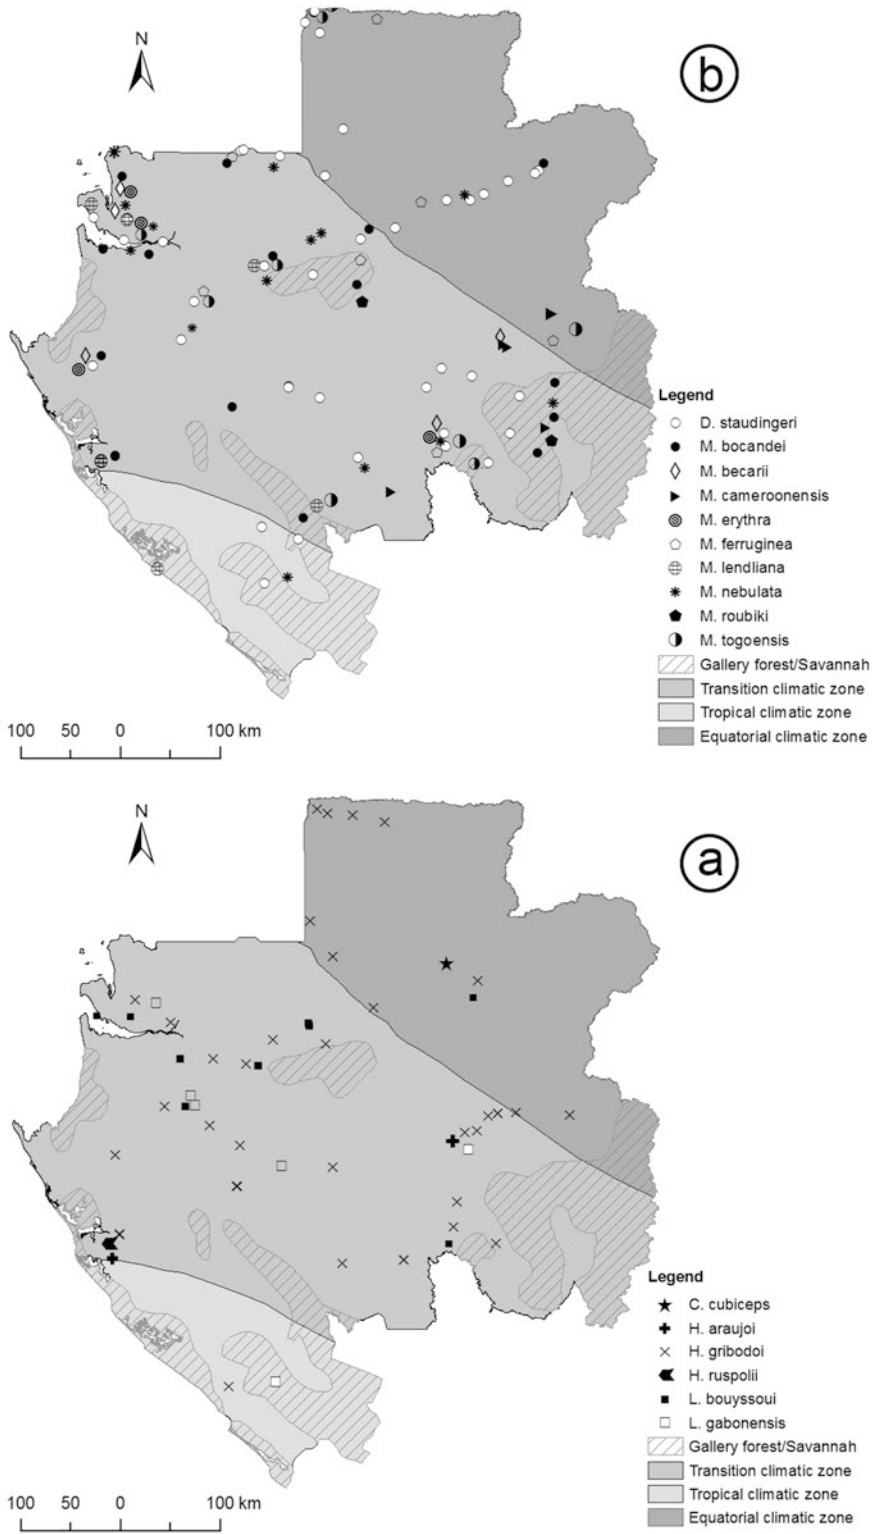 N
b
Legend
D. staudingeri
M. bocandei
M. becarii
M. cameroonensis
M. erythra
M. ferruginea
M. lendliana
M. nebulata
M. roubiki
M. togoensis
Gallery forest/Savannah
Transition climatic zone
Tropical climatic zone
Equatorial climatic zone
100 50 0 100 km
N
a
Legend
C. cubiceps
H. araujoi
H. gribodoi
H. ruspolii
L. bouyssoui
L. gabonensis
Gallery forest/Savannah
Transition climatic zone
Tropical climatic zone
Equatorial climatic zone
100 50 0 100 km